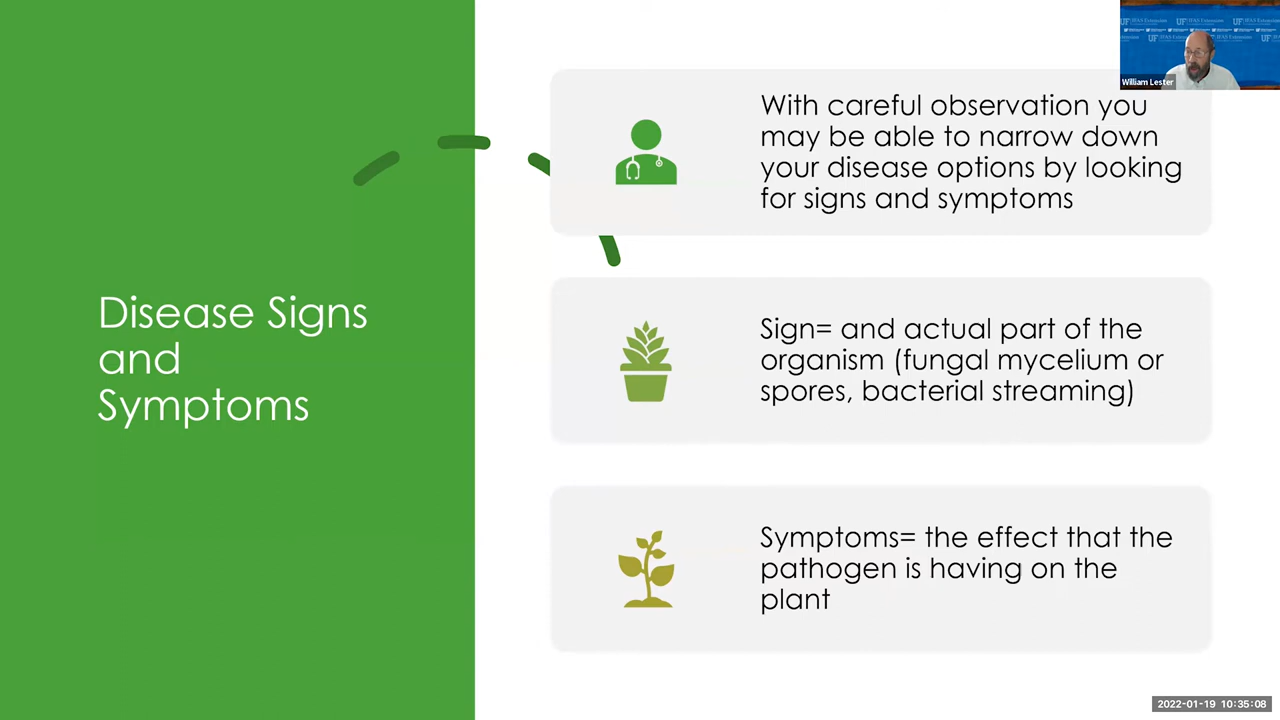 With careful observation you
may be able to narrow down
your disease options by looking
for signs and symptoms
Disease Signs
and
Symptoms
Sign= and actual part of the
organism (fungal mycelium or
spores, bacterial streaming)
Symptoms= the effect that the
pathogen is having on the
plant
William Lester
2022-01-19 10:35:08